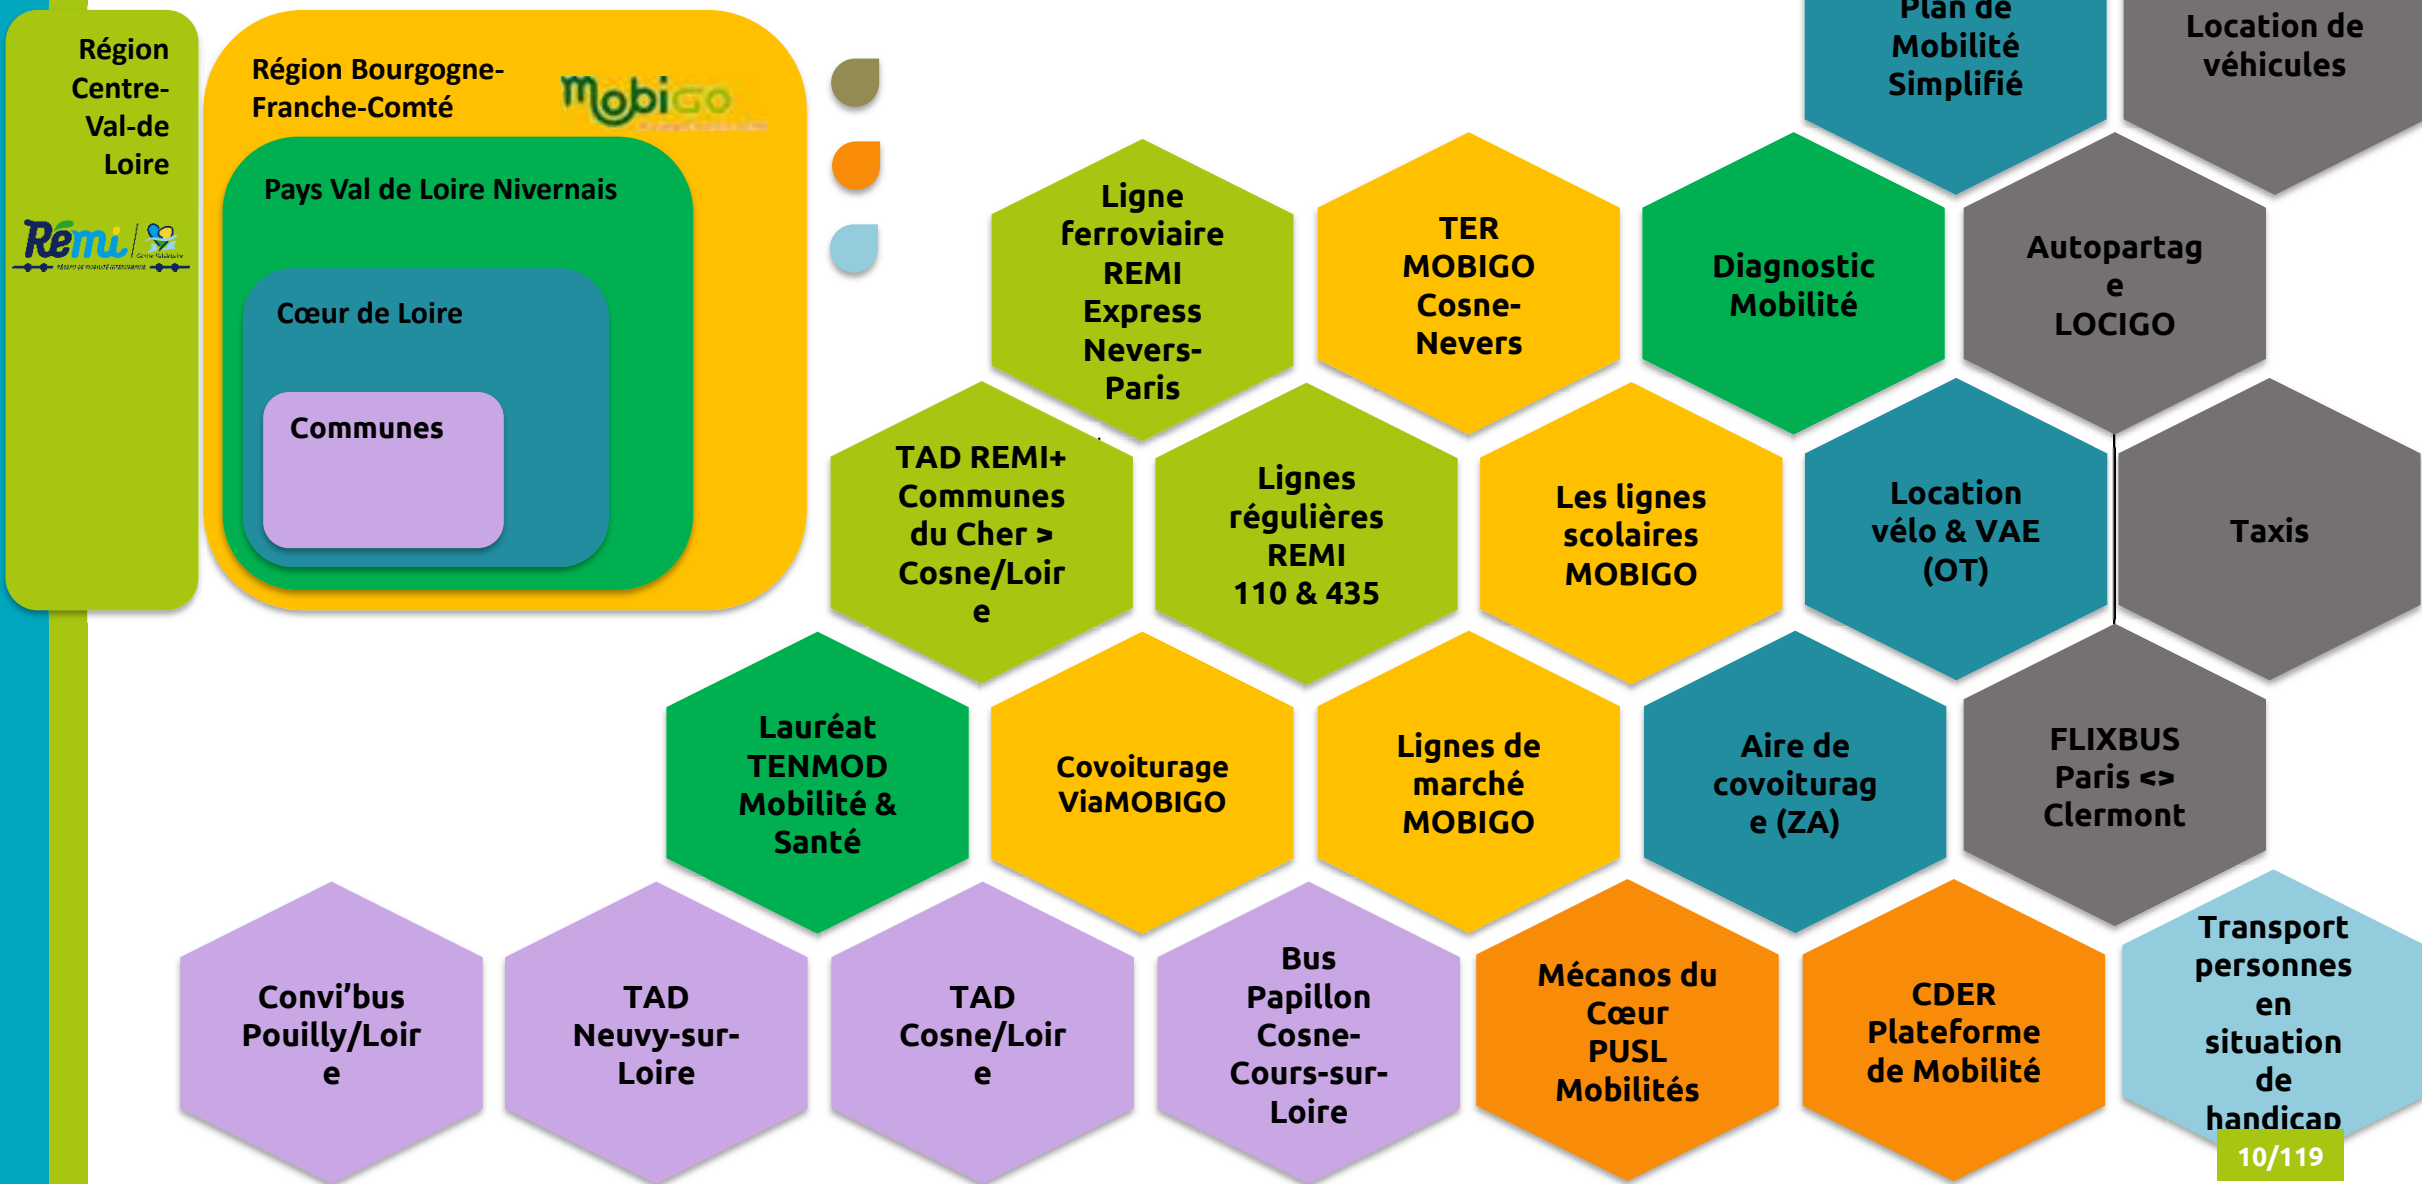 Région
Centre-
Val-de
Loire
Rémi
Région Bourgogne-
Franche-Comté
mobigo
Pays Val de Loire Nivernais
Cœur de Loire
Communes
Plan de
Mobilité
Simplifié
Location de
véhicules
Ligne
ferroviaire
REMI
Express
Nevers-
Paris
TER
MOBIGO
Cosne-
Nevers
Diagnostic
Mobilité
Autopartag
e
LOCIGO
TAD REMI+
Communes
du Cher >
Cosne/Loir
e
Lignes
régulières
REMI
110 & 435
Les lignes
scolaires
MOBIGO
Location
vélo & VAE
(OT)
Taxis
Lauréat
TENMOD
Mobilité &
Santé
Covoiturage
ViaMOBIGO
Lignes de
marché
MOBIGO
Aire de
covoiturag
e (ZA)
FLIXBUS
Paris <>
Clermont
Convi’bus
Pouilly/Loir
e
TAD
Neuvy-sur-
Loire
TAD
Cosne/Loir
e
Bus
Papillon
Cosne-
Cours-sur-
Loire
Mécanos du
Cœur
PUSL
Mobilités
CDER
Plateforme
de Mobilité
Transport
personnes
en
situation
de
handicap
10/119